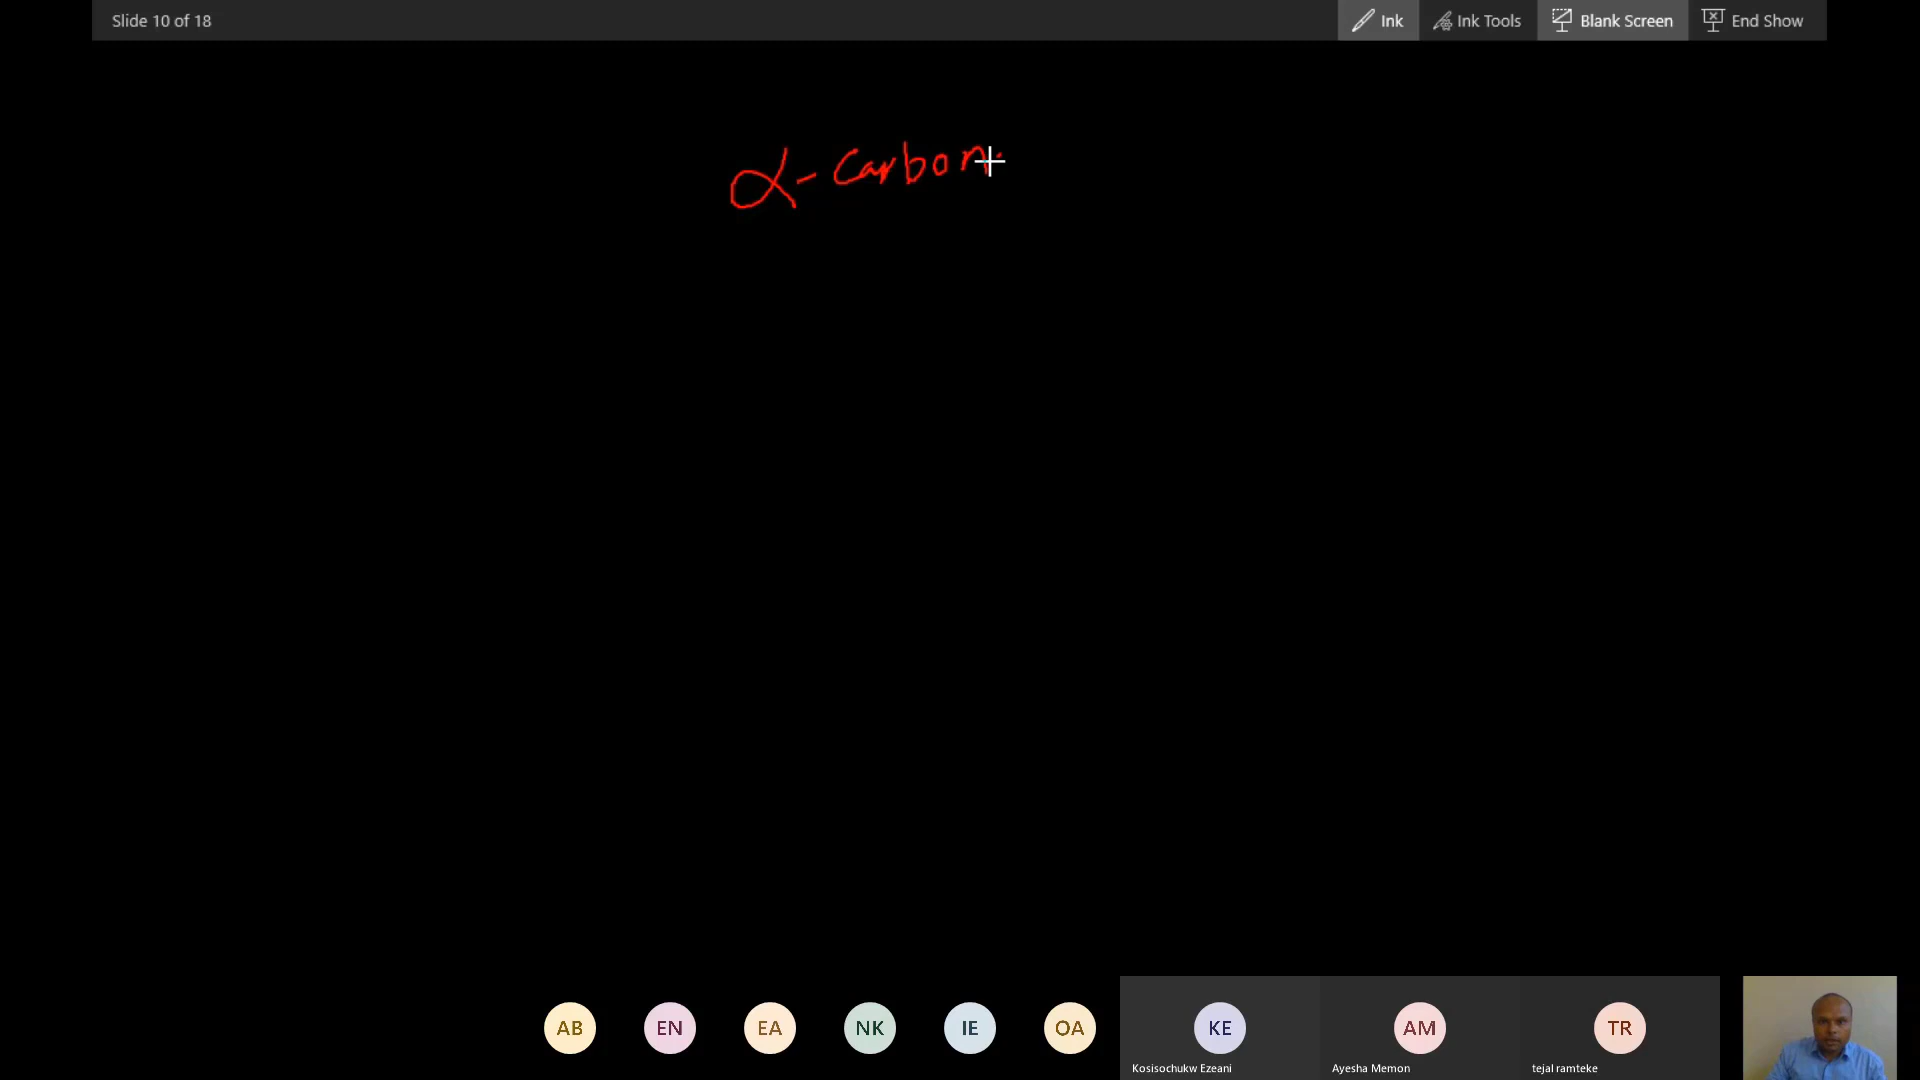 Slide 10 of 18
Ink
Ink Tools
Blank Screen
End Show
α-Carbon.
AB
EN
EA
NK
IE
OA
KE
AM
TR
Kosisochukw Ezeani
Ayesha Memon
tejal ramteke